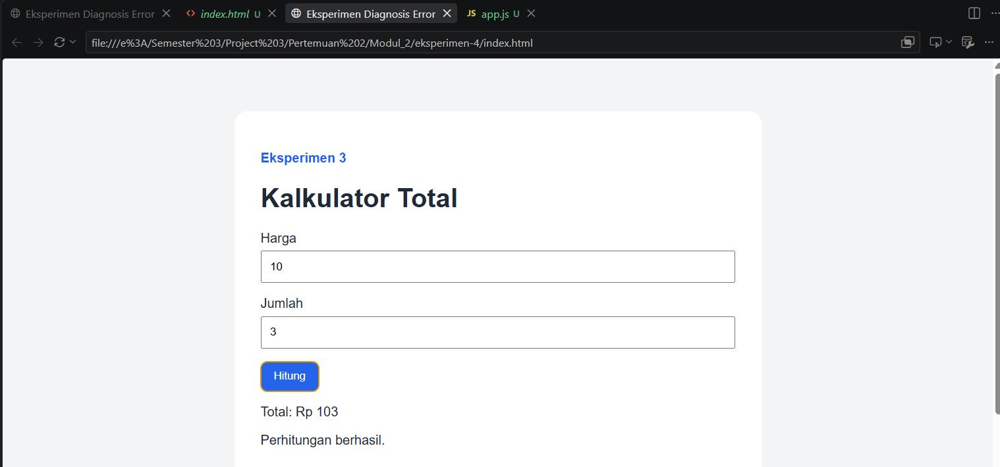 Eksperimen Diagnosis Error index.html U Eksperimen Diagnosis Error JS app.js U
file:///e%3A/Semester%203/Project%203/Pertemuan%202/Modul_2/eksperimen-4/index.html
Eksperimen 3
Kalkulator Total
Harga
10
Jumlah
3
Hitung
Total: Rp 103
Perhitungan berhasil.